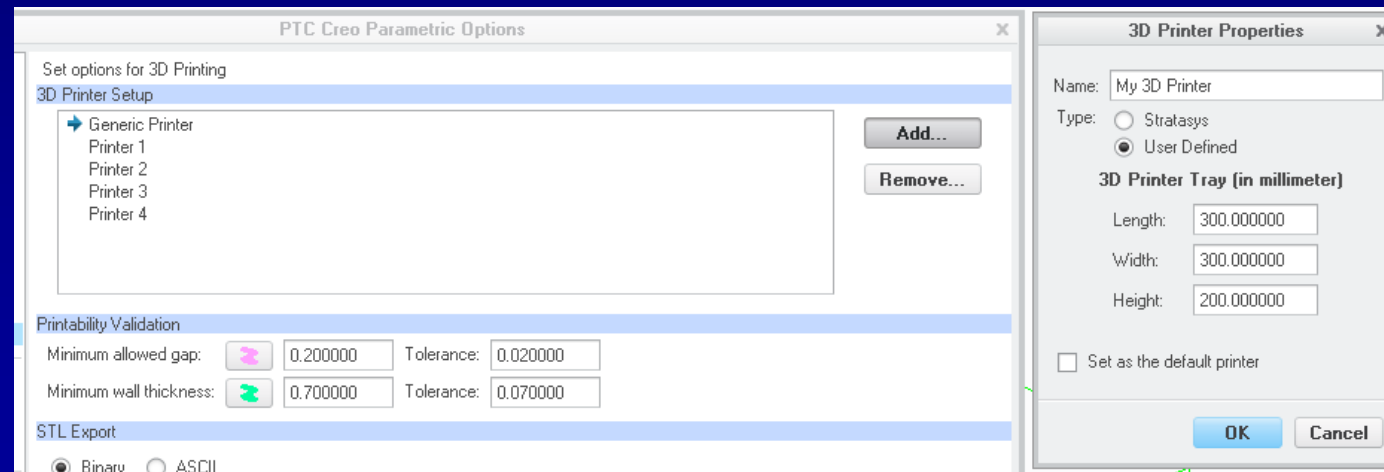 PTC Creo Parametric Options
Set options for 3D Printing
3D Printer Setup
Generic Printer
Printer 1
Printer 2
Printer 3
Printer 4
Add...
Remove...
Printability Validation
Minimum allowed gap: 0.200000 Tolerance: 0.020000
Minimum wall thickness: 0.700000 Tolerance: 0.070000
STL Export
Binary ASCII
3D Printer Properties
Name: My 3D Printer
Type: Stratasys
User Defined
3D Printer Tray (in millimeter)
Length: 300.000000
Width: 300.000000
Height: 200.000000
Set as the default printer
OK Cancel